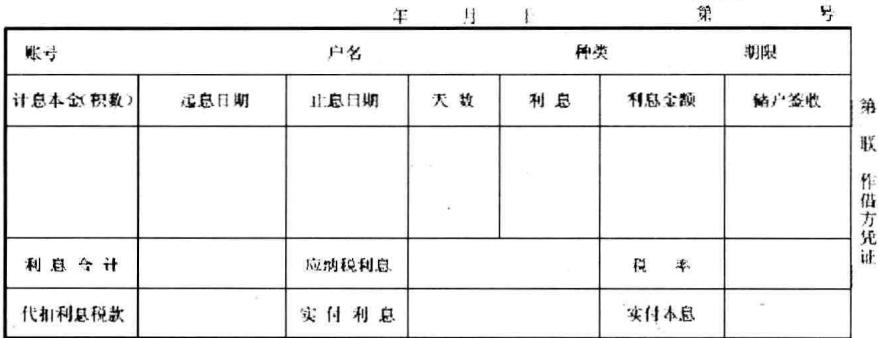 年 月 日 第 号
账号 户名 种类 期限
计息本金(积数) 起息日期 止息日期 天数 利息 利息金额 储户签收
利息合计 应纳税利息 税率
代扣利息税款 实付利息 实付本息
第 联 作借方凭证